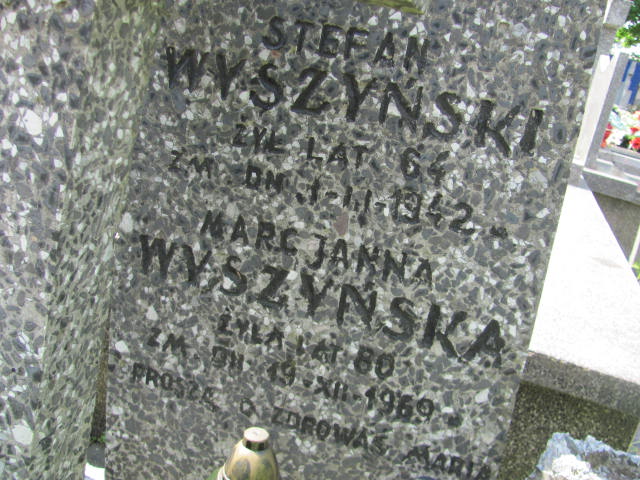 STEFAN
WYSZYŃSKI
ŻYŁ LAT 64
ZM. DN. 1-II-1942
MARCJANNA
WYSZYŃSKA
ŻYŁA LAT 80
ZM. DN 19-XII-1969
PROSZĘ O ZDROWAŚ MARIA